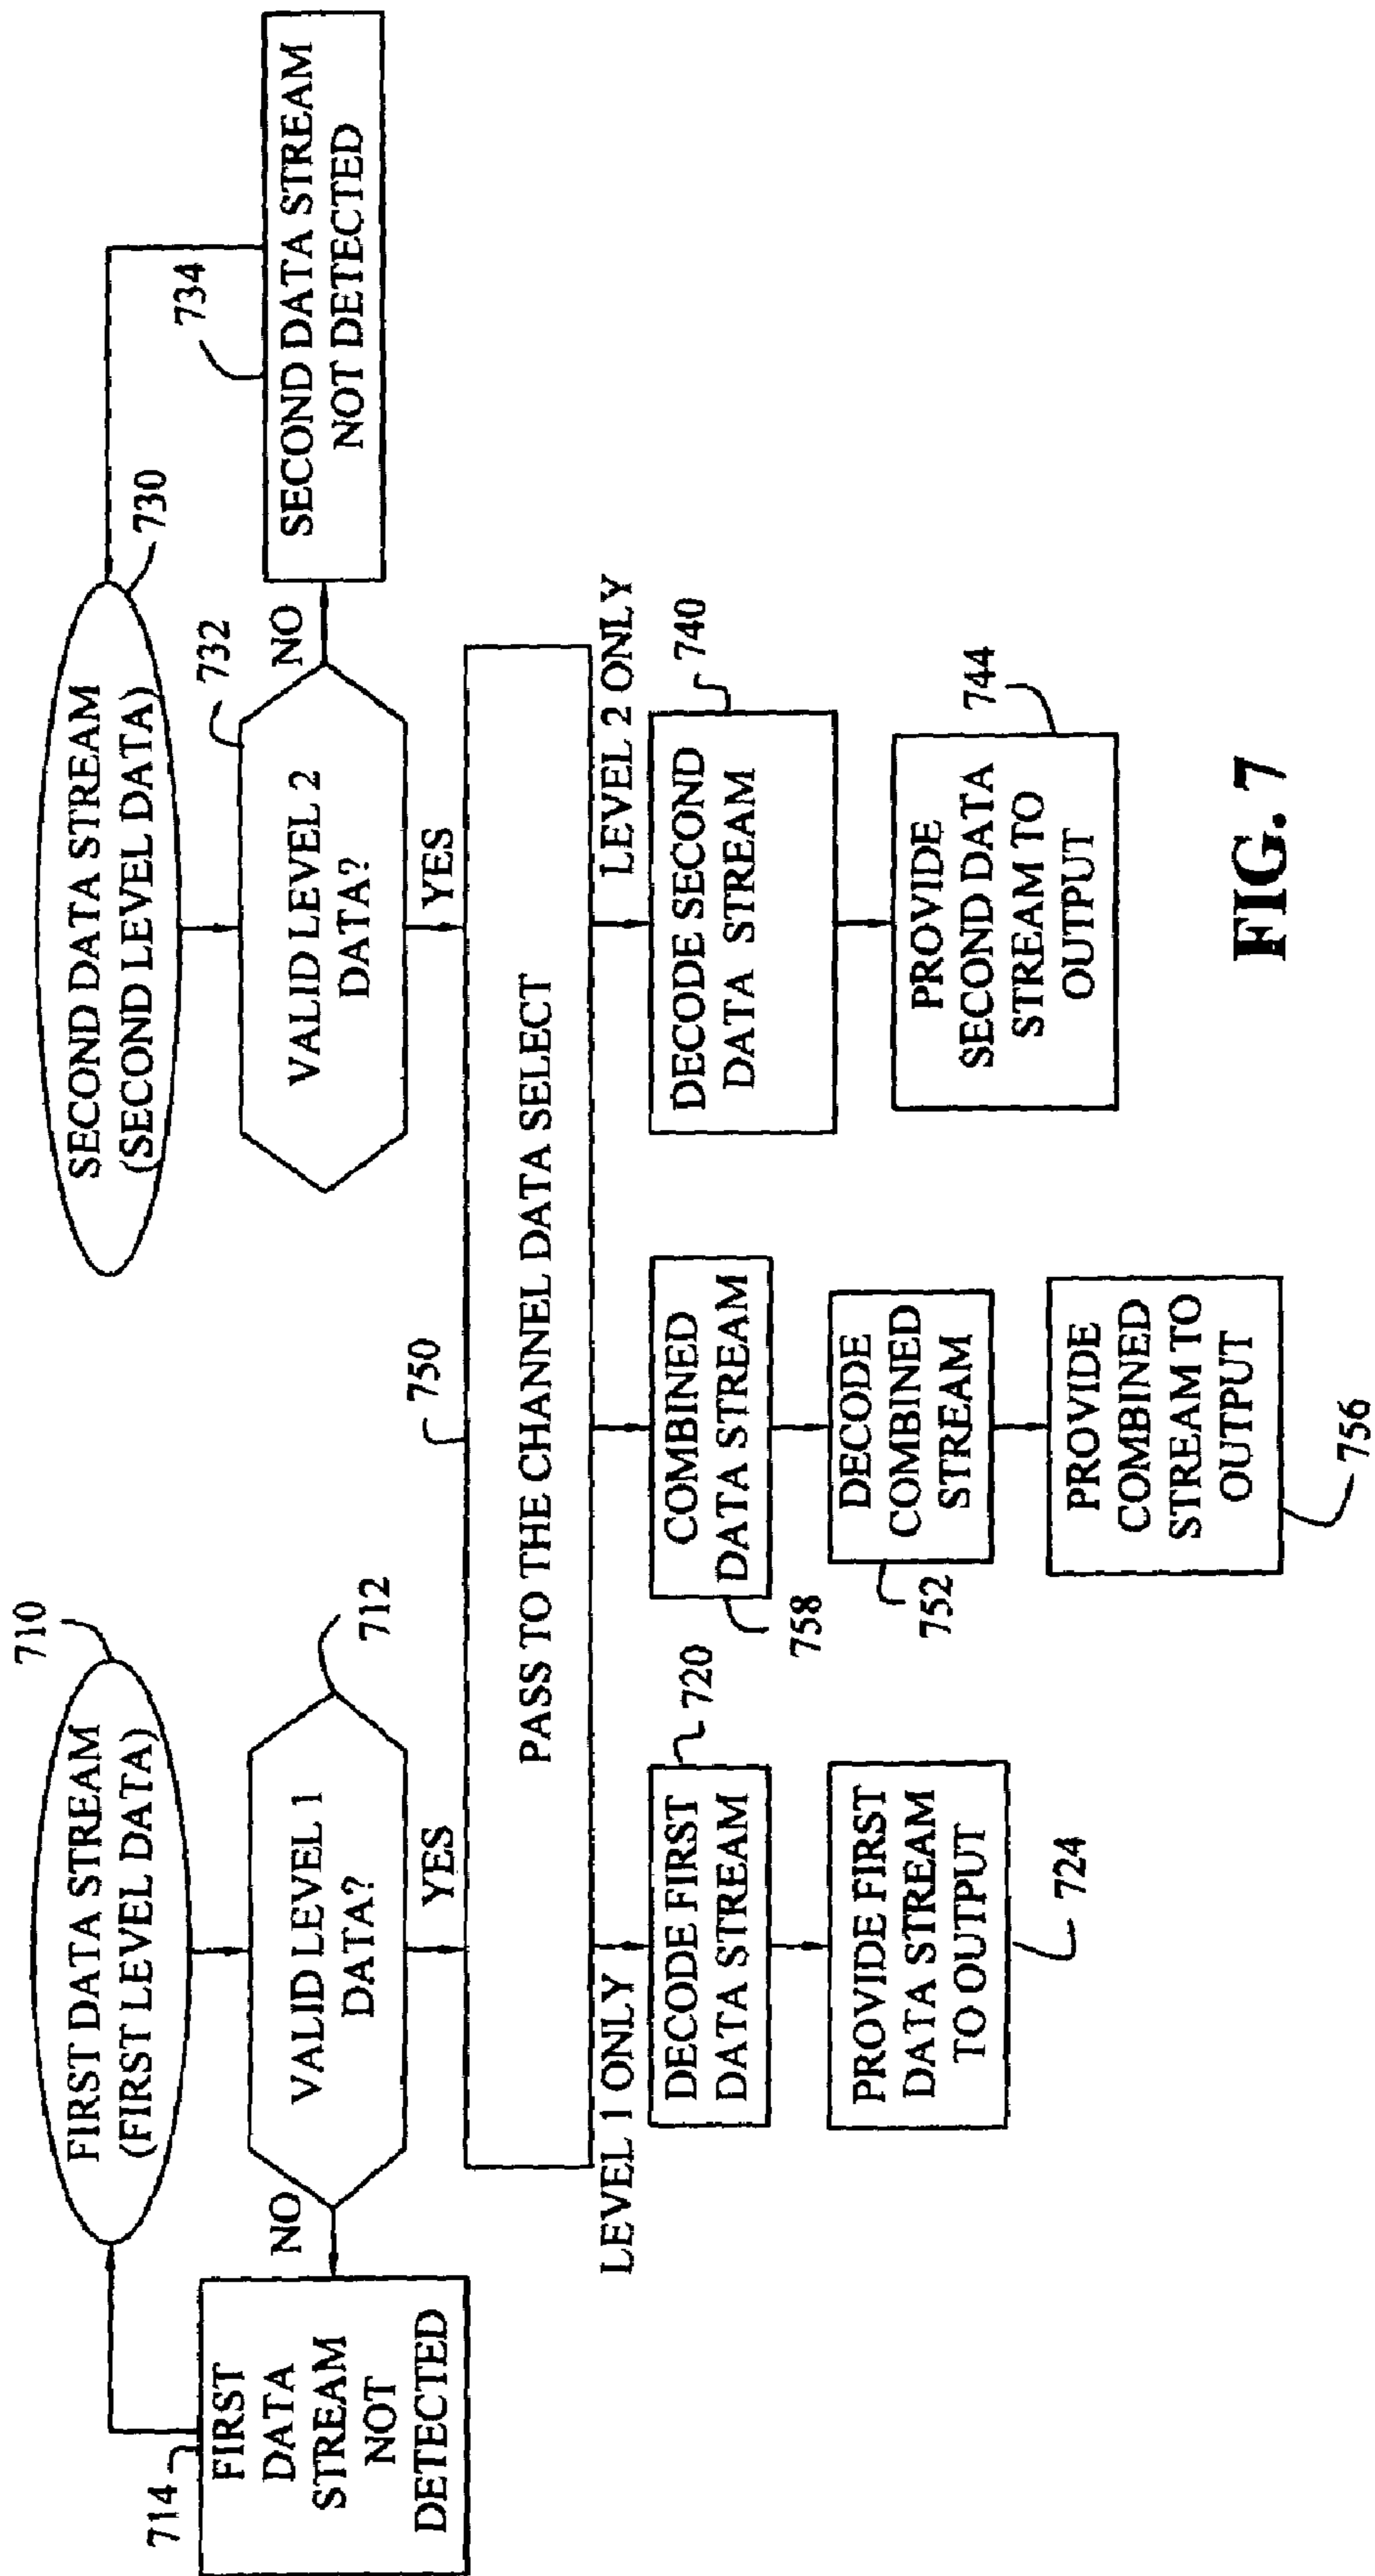 710
FIRST DATA STREAM
(FIRST LEVEL DATA)
714
FIRST
DATA
STREAM
NOT
DETECTED
NO
VALID LEVEL 1
DATA?
712
YES
SECOND DATA STREAM
(SECOND LEVEL DATA)
730
732
VALID LEVEL 2
DATA?
NO
YES
734
SECOND DATA STREAM
NOT DETECTED
750
PASS TO THE CHANNEL DATA SELECT
LEVEL 1 ONLY
720
DECODE FIRST
DATA STREAM
PROVIDE FIRST
DATA STREAM
TO OUTPUT
724
COMBINED
DATA STREAM
758
DECODE
COMBINED
STREAM
752
PROVIDE
COMBINED
STREAM TO
OUTPUT
756
LEVEL 2 ONLY
740
DECODE SECOND
DATA STREAM
744
PROVIDE
SECOND DATA
STREAM TO
OUTPUT
FIG. 7